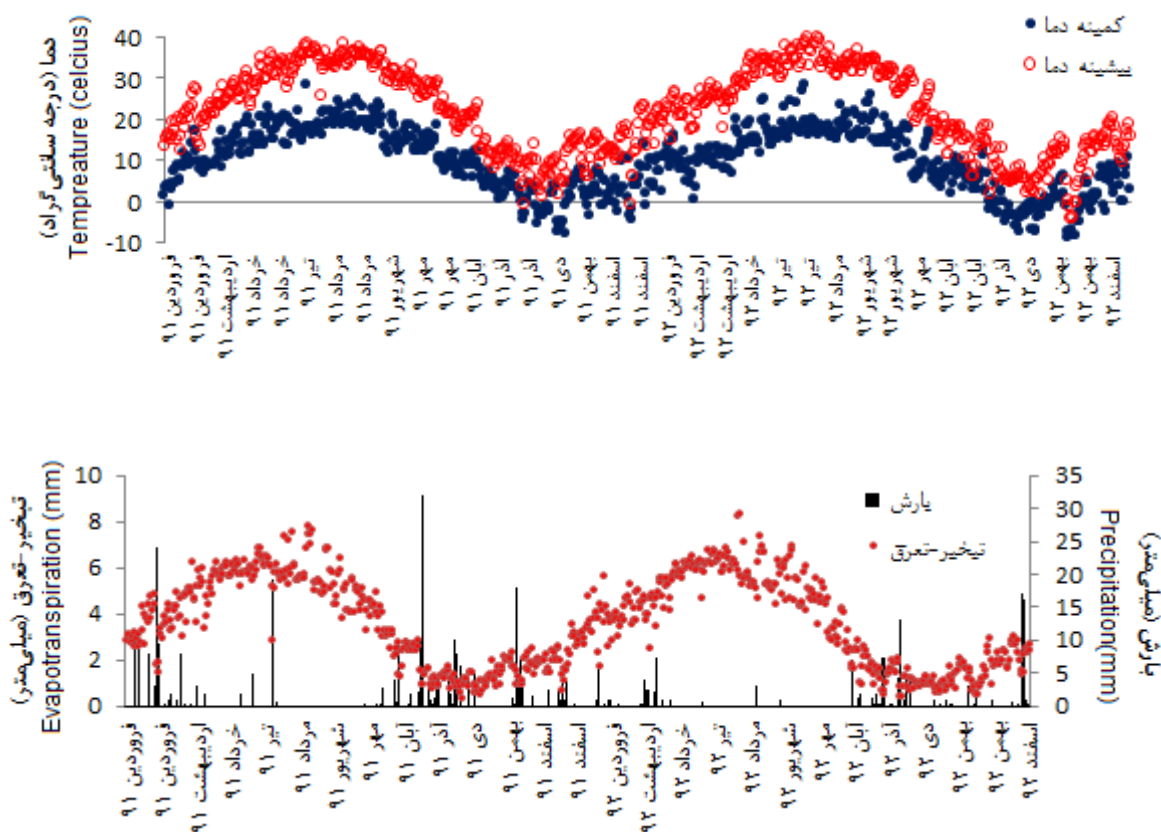 کمینه دما
بیشینه دما
دما (درجه سانتی گراد)
Tempreature (celcius)
40
30
20
10
0
-10
فروردین ۹۱
فروردین ۹۱
اردیبهشت ۹۱
خرداد ۹۱
خرداد ۹۱
تیر ۹۱
مرداد ۹۱
مرداد ۹۱
شهریور ۹۱
مهر ۹۱
مهر ۹۱
آبان ۹۱
آذر ۹۱
آذر ۹۱
دی ۹۱
بهمن ۹۱
اسفند ۹۱
اسفند ۹۱
فروردین ۹۲
اردیبهشت ۹۲
اردیبهشت ۹۲
خرداد ۹۲
تیر ۹۲
تیر ۹۲
مرداد ۹۲
شهریور ۹۲
شهریور ۹۲
مهر ۹۲
آبان ۹۲
آبان ۹۲
آذر ۹۲
دی ۹۲
بهمن ۹۲
بهمن ۹۲
اسفند ۹۲
تبخیر-تعرق (میلی‌متر)
Evapotranspiration (mm)
10
8
6
4
2
0
بارش
تبخیر-تعرق
35
30
25
20
15
10
5
0
Precipitation(mm)
بارش (میلی‌متر)
فروردین ۹۱
فروردین ۹۱
اردیبهشت ۹۱
خرداد ۹۱
تیر ۹۱
مرداد ۹۱
شهریور ۹۱
مهر ۹۱
آبان ۹۱
آذر ۹۱
دی ۹۱
بهمن ۹۱
اسفند ۹۱
اسفند ۹۱
فروردین ۹۲
اردیبهشت ۹۲
خرداد ۹۲
تیر ۹۲
مرداد ۹۲
شهریور ۹۲
مهر ۹۲
آبان ۹۲
آذر ۹۲
دی ۹۲
بهمن ۹۲
بهمن ۹۲
اسفند ۹۲